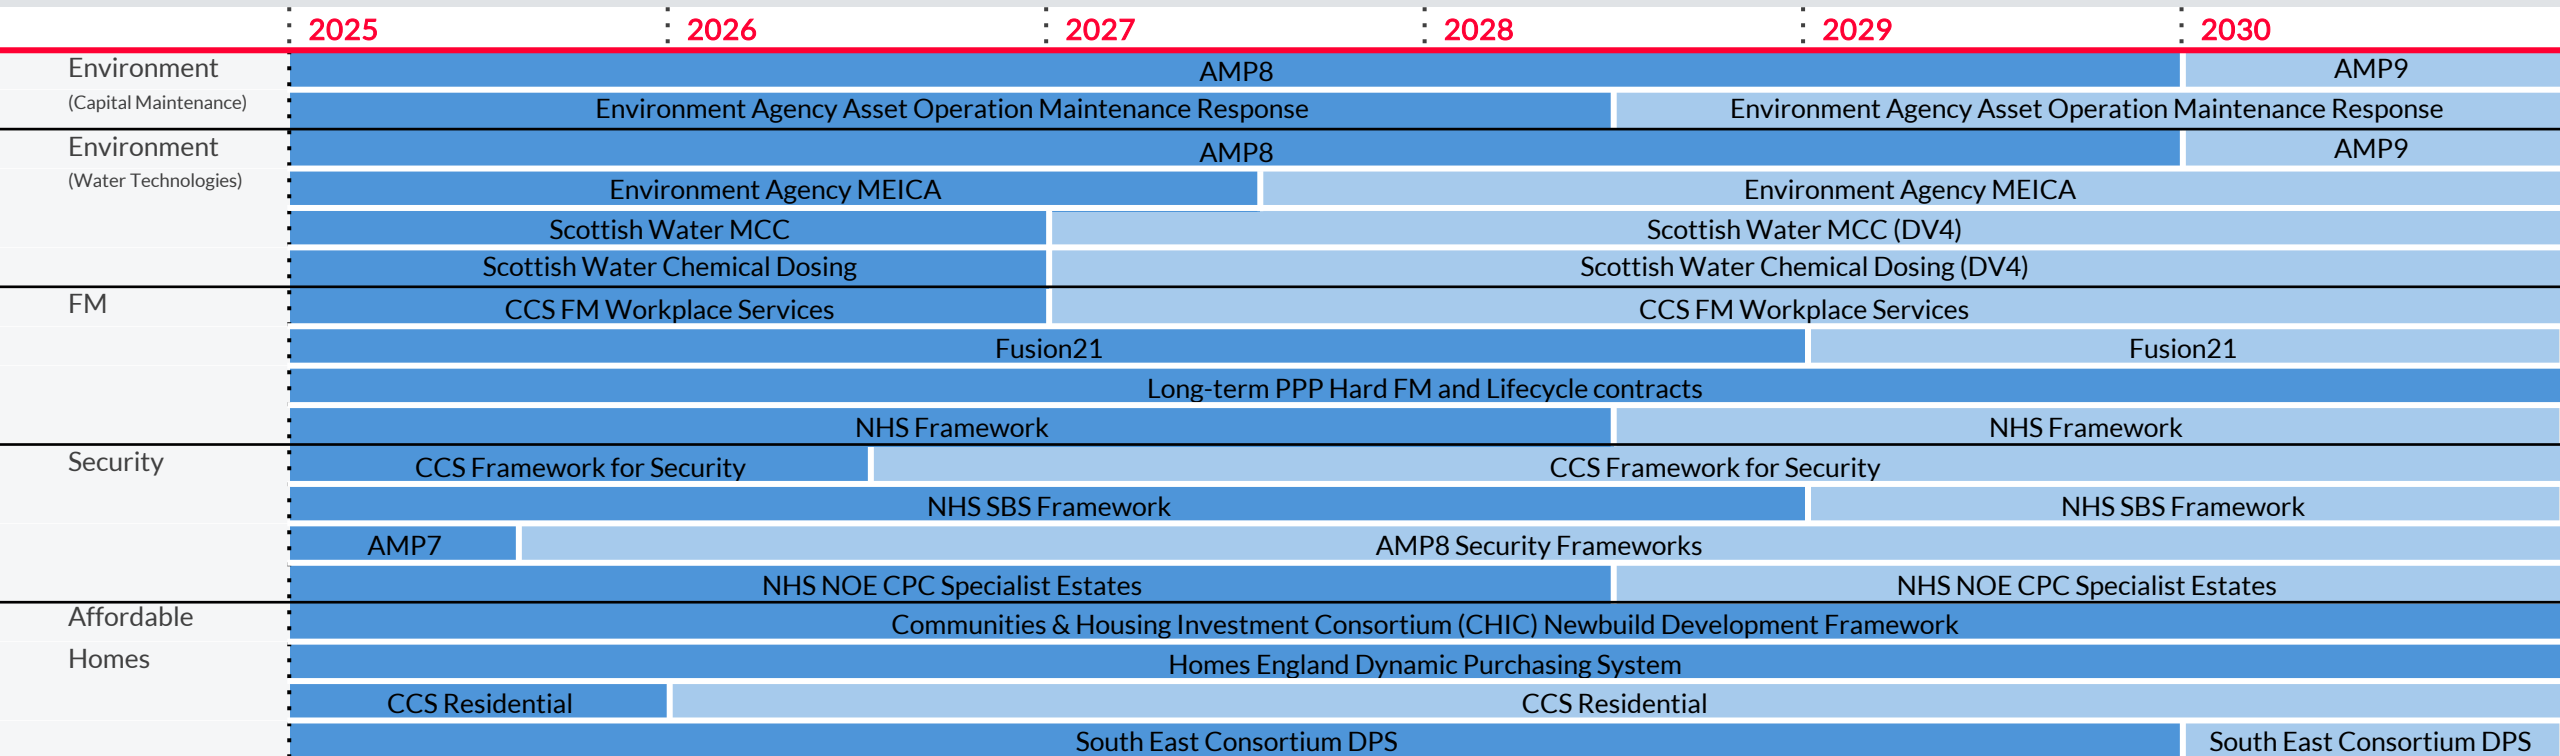 2025 2026 2027 2028 2029 2030
Environment AMP8 AMP9
(Capital Maintenance) Environment Agency Asset Operation Maintenance Response Environment Agency Asset Operation Maintenance Response
Environment AMP8 AMP9
(Water Technologies) Environment Agency MEICA Environment Agency MEICA
Scottish Water MCC Scottish Water MCC (DV4)
Scottish Water Chemical Dosing Scottish Water Chemical Dosing (DV4)
FM CCS FM Workplace Services CCS FM Workplace Services
Fusion21 Fusion21
Long-term PPP Hard FM and Lifecycle contracts
NHS Framework NHS Framework
Security CCS Framework for Security CCS Framework for Security
NHS SBS Framework NHS SBS Framework
AMP7 AMP8 Security Frameworks
NHS NOE CPC Specialist Estates NHS NOE CPC Specialist Estates
Affordable Communities & Housing Investment Consortium (CHIC) Newbuild Development Framework
Homes Homes England Dynamic Purchasing System
CCS Residential CCS Residential
South East Consortium DPS South East Consortium DPS